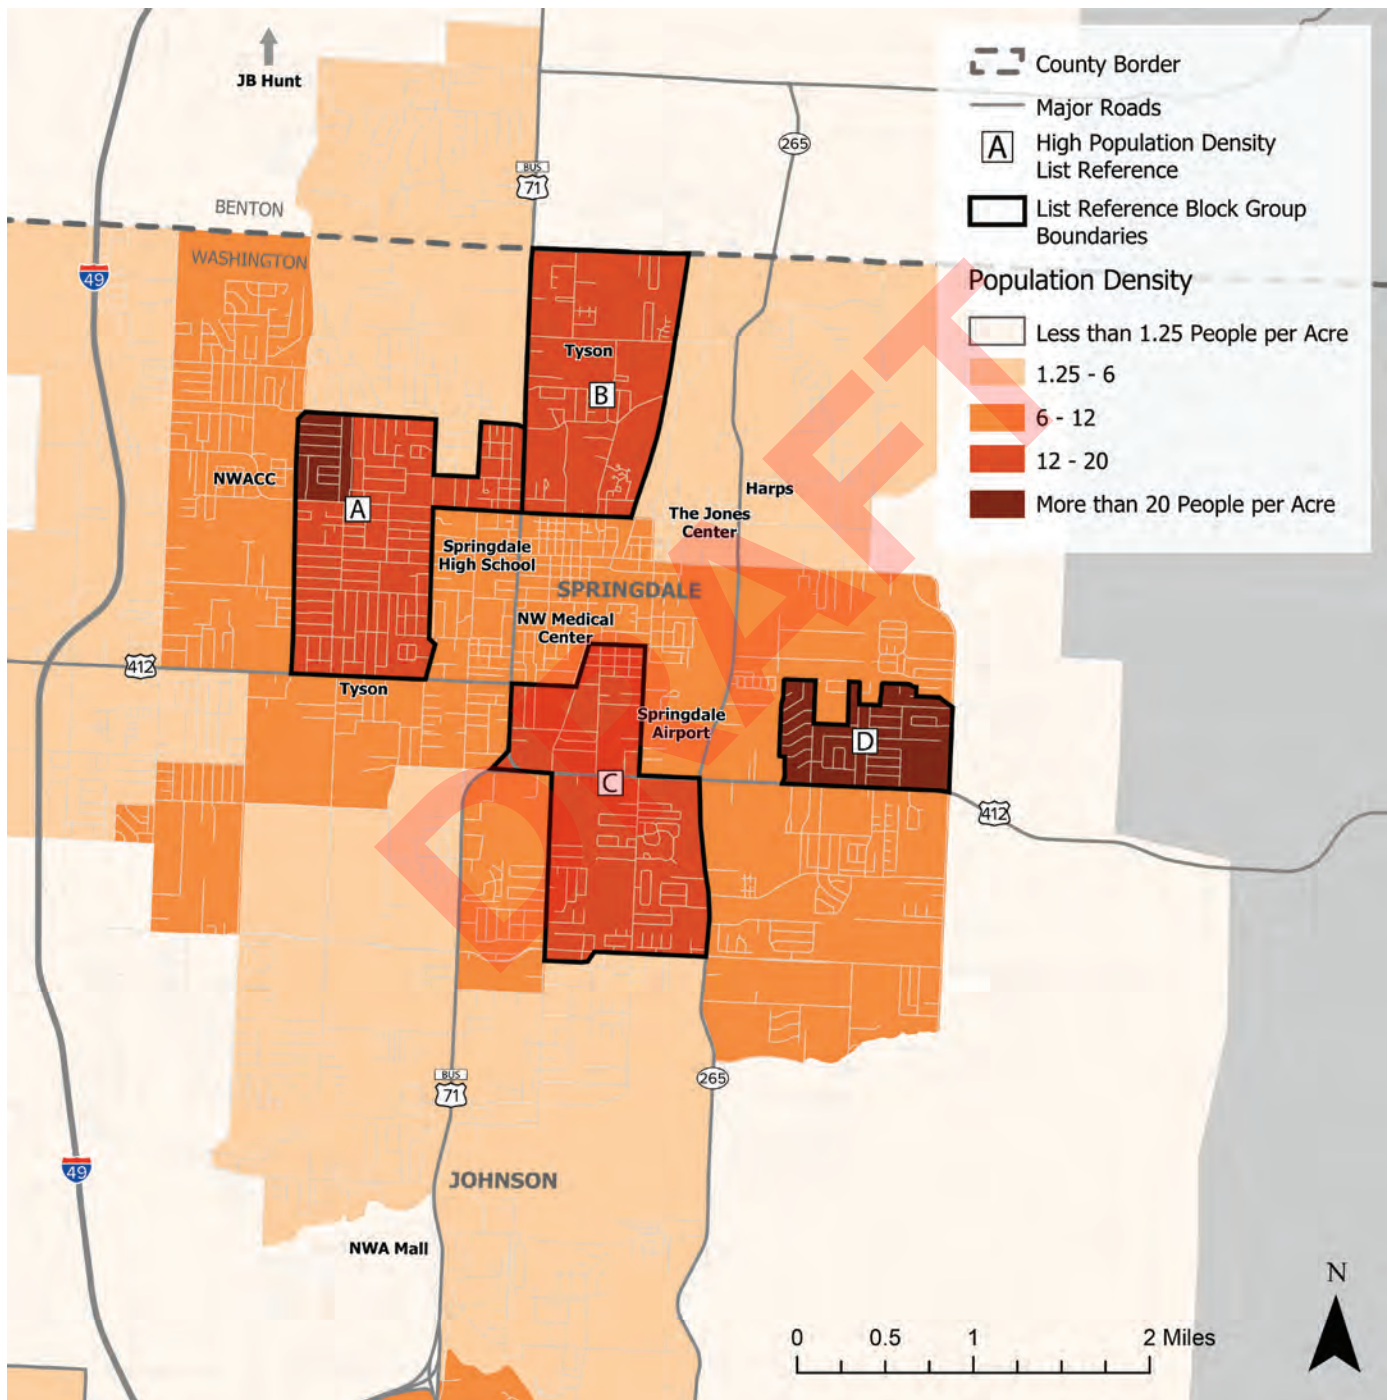 JB Hunt
265
BUS
71
BENTON
WASHINGTON
49
Tyson
B
NWACC
A
Harps
The Jones
Center
Springdale
High School
SPRINGDALE
NW Medical
Center
412
Tyson
Springdale
Airport
D
C
412
DRAFT
BUS
71
265
49
JOHNSON
NWA Mall
County Border
Major Roads
A
High Population Density
List Reference
List Reference Block Group
Boundaries
Population Density
Less than 1.25 People per Acre
1.25 - 6
6 - 12
12 - 20
More than 20 People per Acre
N
0 0.5 1 2 Miles